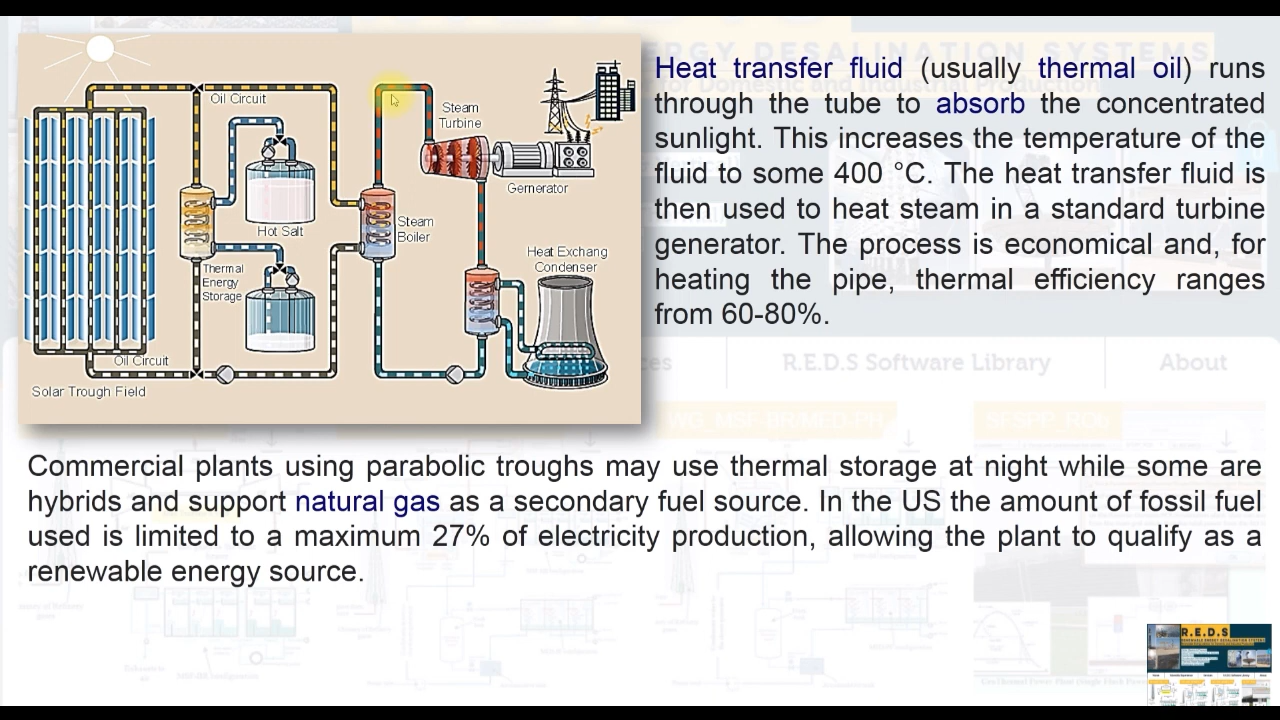 ERGY DESALINATION SYSTEMS
Heat transfer fluid (usually thermal oil) runs
through the tube to absorb the concentrated
sunlight. This increases the temperature of the
fluid to some 400 °C. The heat transfer fluid is
then used to heat steam in a standard turbine
generator. The process is economical and, for
heating the pipe, thermal efficiency ranges
from 60-80%.
Oil Circuit
Steam
Turbine
Gernerator
Hot Salt
Steam
Boiler
Heat Exchang
Condenser
Thermal
Energy
Storage
Oil Circuit
Solar Trough Field
R.E.D.S Software Library
About
Commercial plants using parabolic troughs may use thermal storage at night while some are
hybrids and support natural gas as a secondary fuel source. In the US the amount of fossil fuel
used is limited to a maximum 27% of electricity production, allowing the plant to qualify as a
renewable energy source.
R.E.D.S